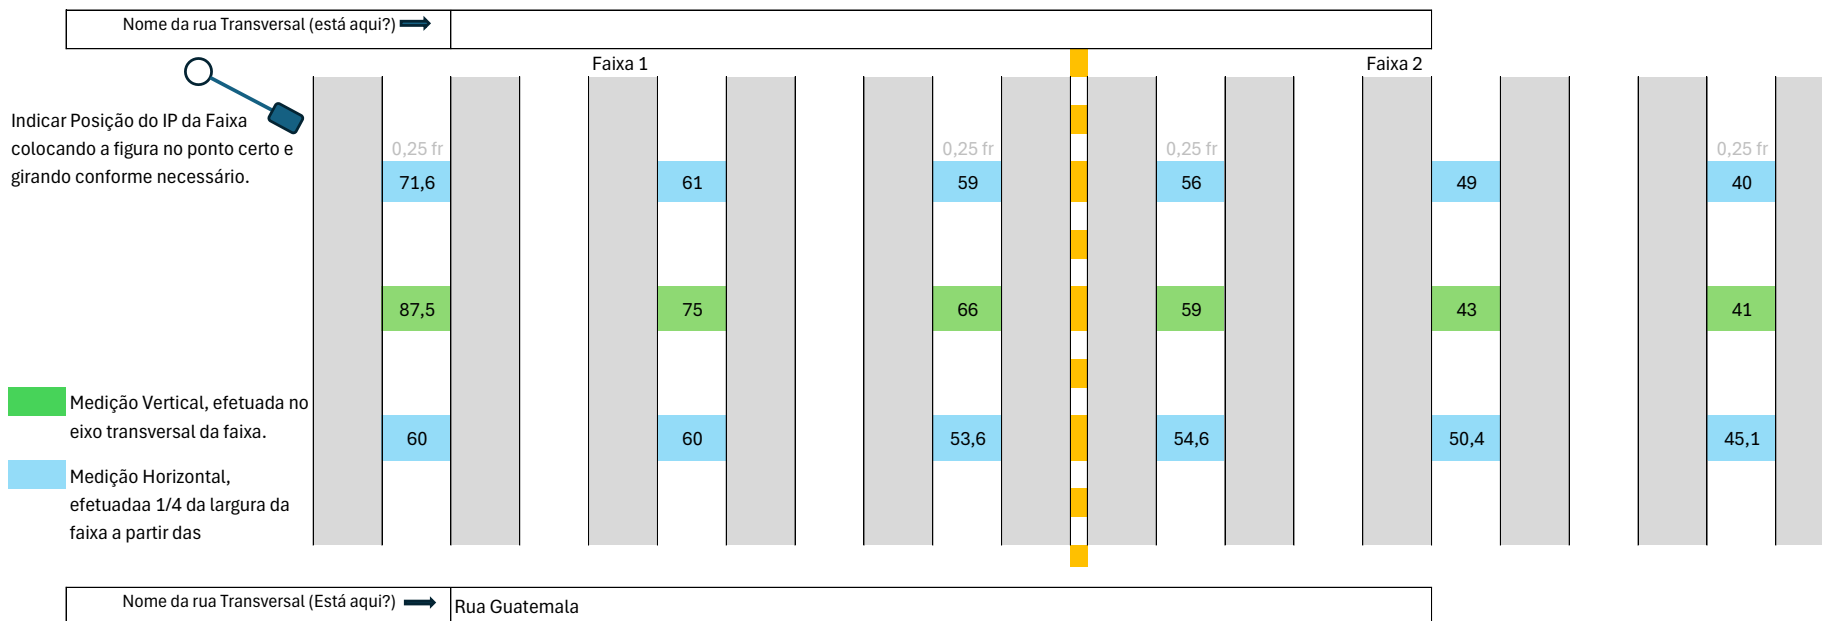 Nome da rua Transversal (está aqui?)
Faixa 1
Faixa 2
Indicar Posição do IP da Faixa
colocando a figura no ponto certo e
girando conforme necessário.
0,25 fr
0,25 fr
0,25 fr
0,25 fr
71,6
61
59
56
49
40
87,5
75
66
59
43
41
Medição Vertical, efetuada no
eixo transversal da faixa.
60
60
53,6
54,6
50,4
45,1
Medição Horizontal,
efetuadaa 1/4 da largura da
faixa a partir das
Nome da rua Transversal (Está aqui?)
Rua Guatemala